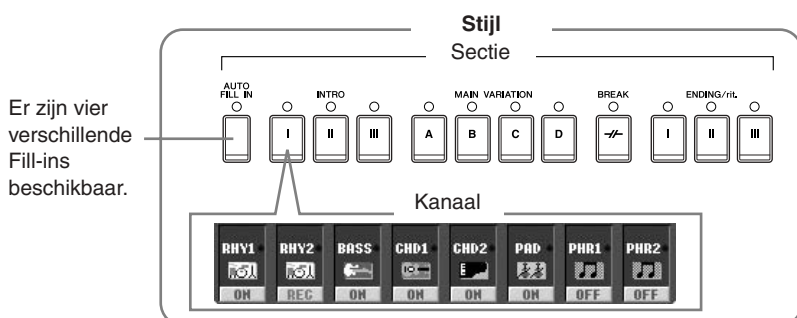 Stijl
Sectie
AUTO
FILL IN
INTRO
MAIN VARIATION
BREAK
ENDING/rit.
I II III A B C D -//- I II III
Er zijn vier
verschillende
Fill-ins
beschikbaar.
Kanaal
RHY1 RHY2 BASS CHD1 CHD2 PAD PHR1 PHR2
ON REC ON ON ON ON OFF OFF